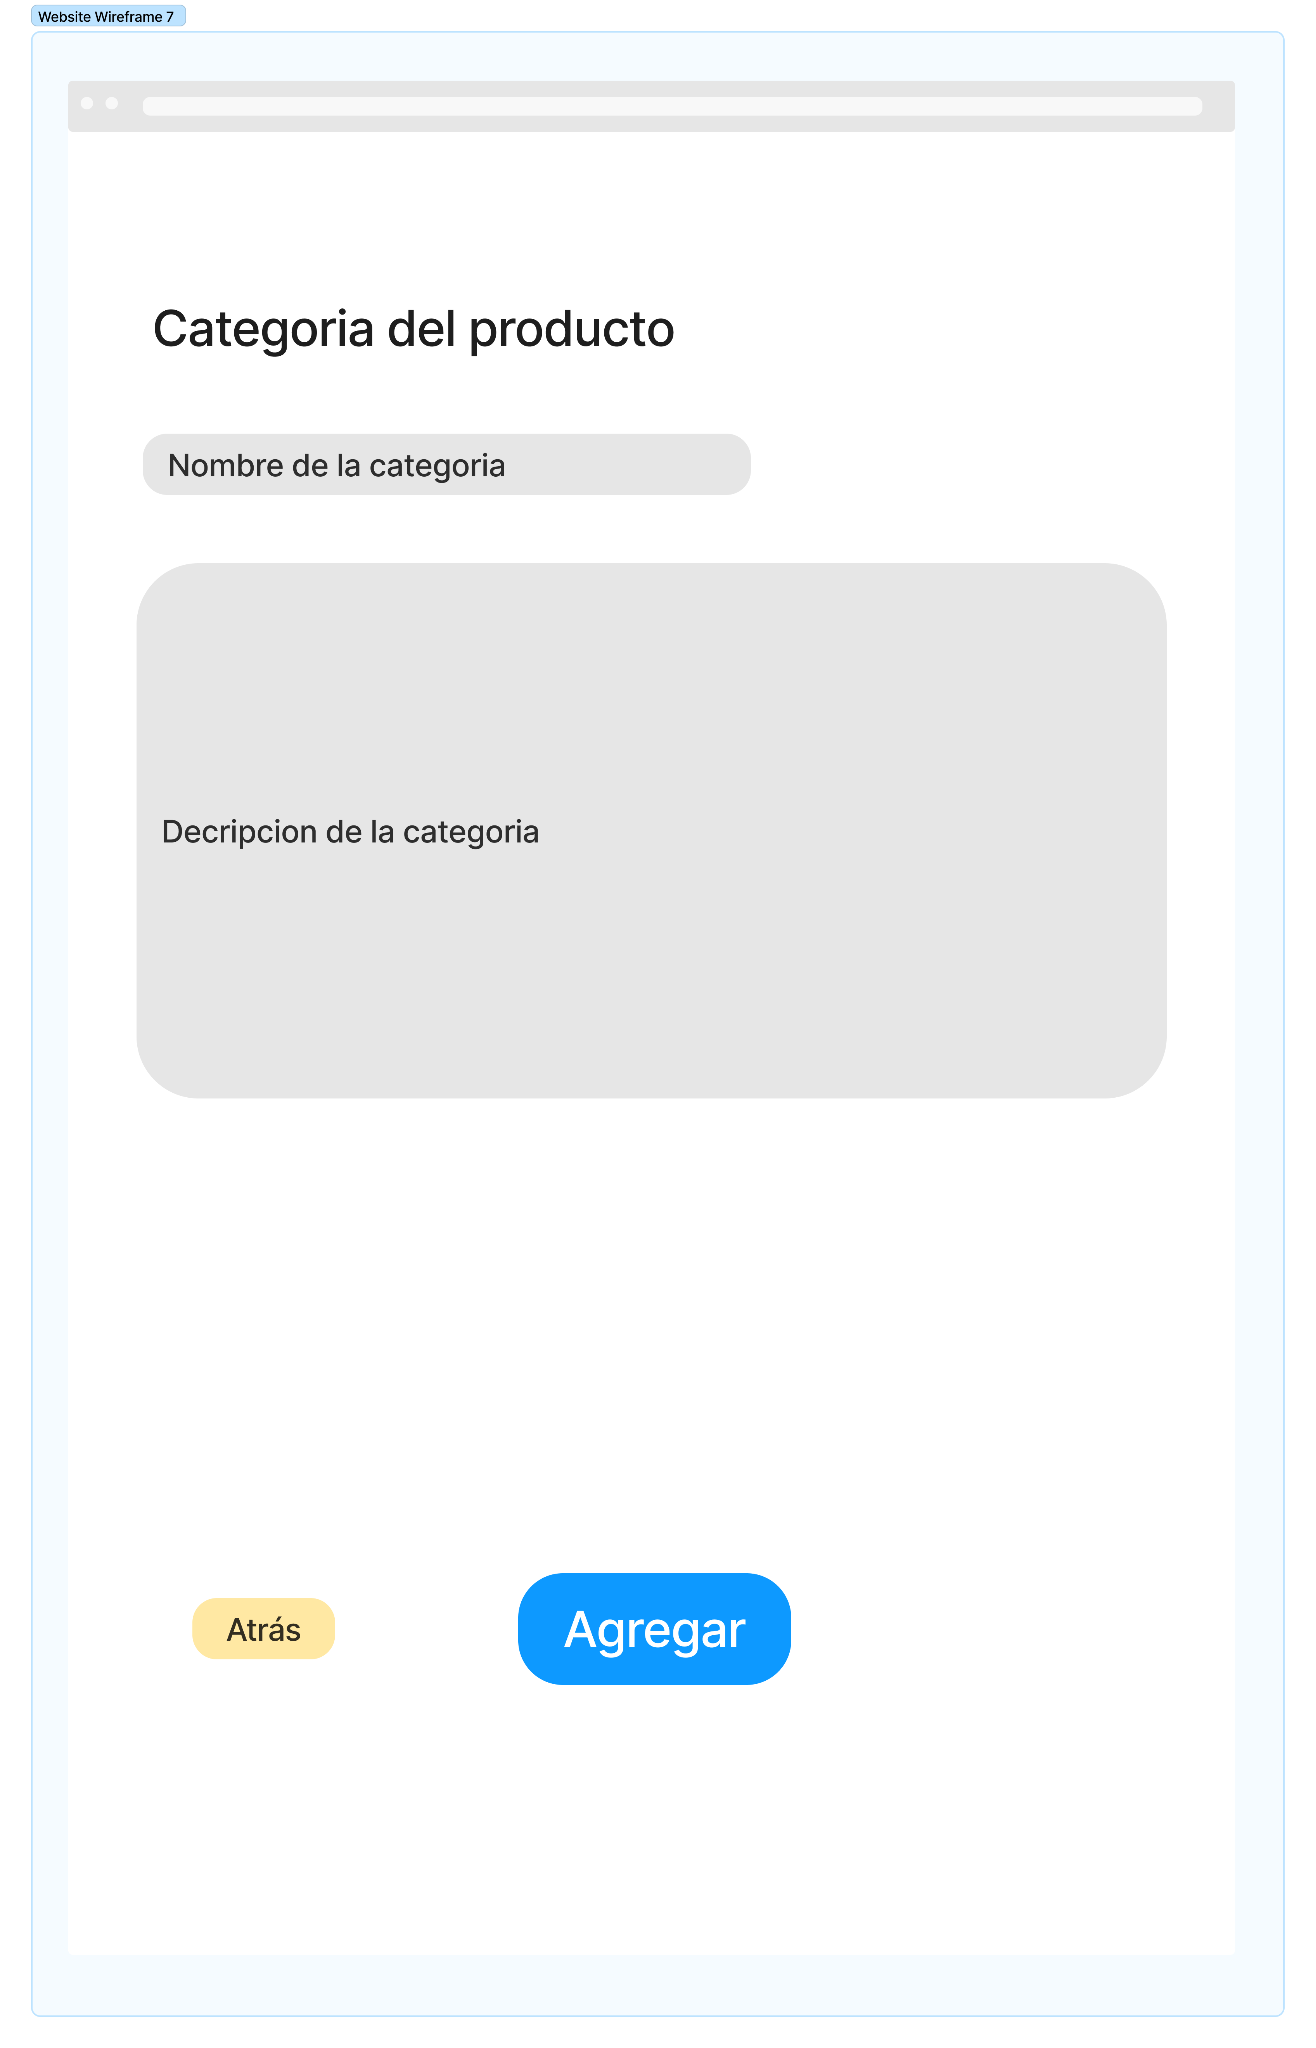 Website Wireframe 7
Categoria del producto
Nombre de la categoria
Decripcion de la categoria
Atrás
Agregar